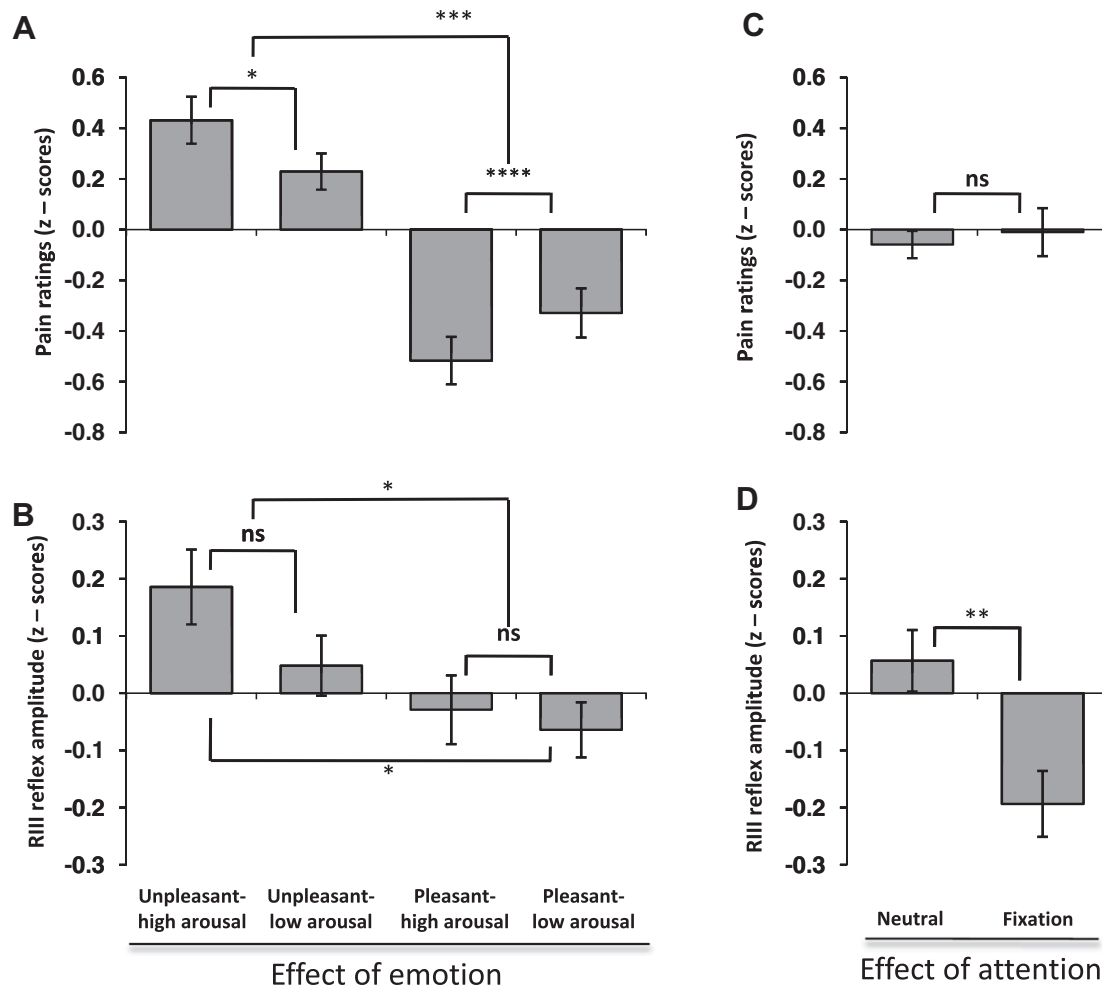 A
***
Pain ratings (z – scores)
0.6
0.4
0.2
0.0
-0.2
-0.4
-0.6
-0.8
*
****
C
Pain ratings (z – scores)
0.6
0.4
0.2
0.0
-0.2
-0.4
-0.6
-0.8
ns
B
RIII reflex amplitude (z – scores)
0.3
0.2
0.1
0.0
-0.1
-0.2
-0.3
*
ns
ns
*
Unpleasant-
high arousal
Unpleasant-
low arousal
Pleasant-
high arousal
Pleasant-
low arousal
Effect of emotion
D
RIII reflex amplitude (z – scores)
0.3
0.2
0.1
0.0
-0.1
-0.2
-0.3
**
Neutral
Fixation
Effect of attention